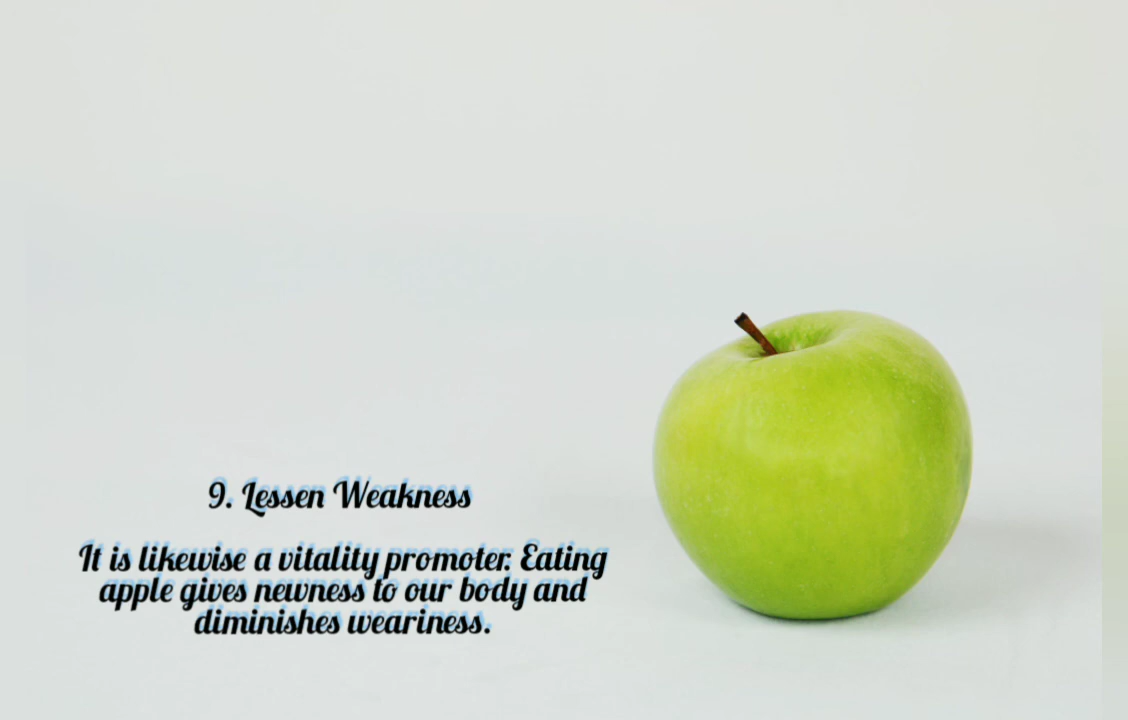 9. Lessen Weakness
It is likewise a vitality promoter. Eating
apple gives newness to our body and
diminishes weariness.